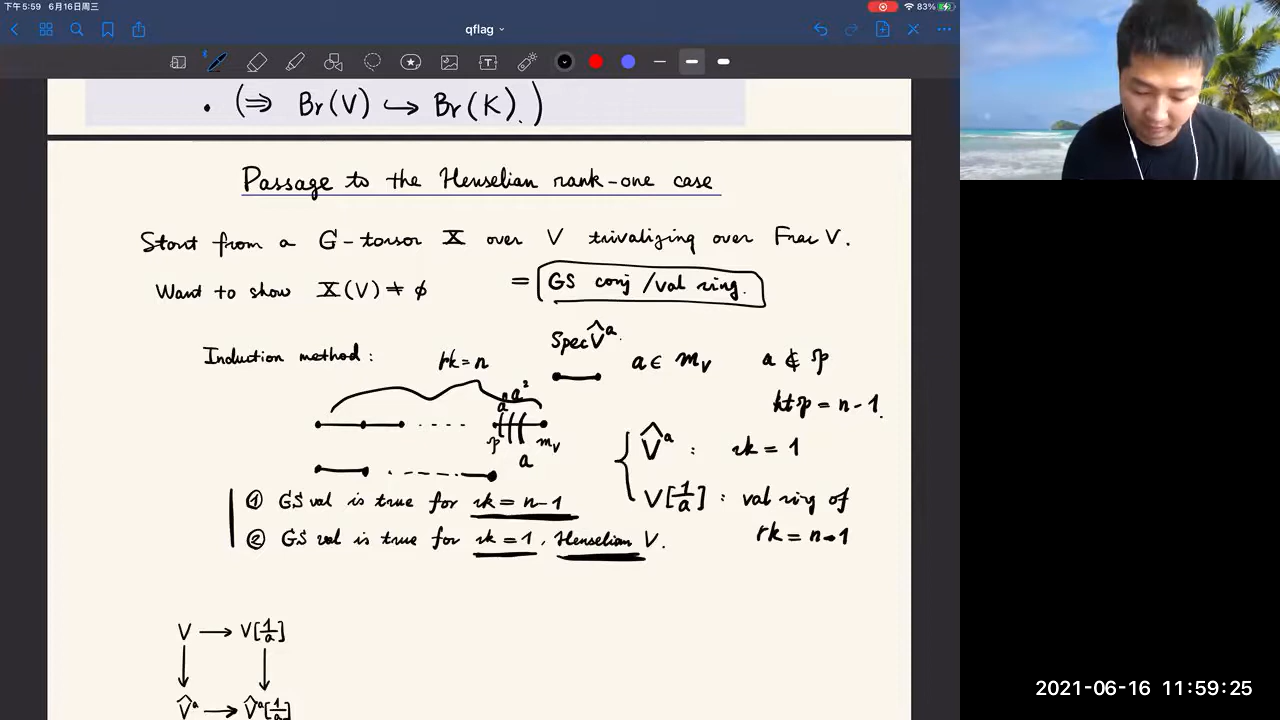 下午5:59 6月16日周三
83%
qflag
• (⇒ Br(V) ↪ Br(K).)
Passage to the Henselian rank-one case
Start from a G-torsor X over V trivalizing over Frac V.
Want to show X(V) ≠ ∅ = GS conj /val ring.
Induction method:
rk = n
Spec V̂ᵃ
a ∈ m_V a ∉ p
ht p = n-1.
a a²
p m_V
a
V̂ᵃ : rk = 1
V[1/a] : val ring of
rk = n-1
① GS val is true for rk = n-1
② GS val is true for rk = 1, Henselian V.
V → V[1/a]
V̂ᵃ → V̂ᵃ[1/a]
2021-06-16 11:59:25